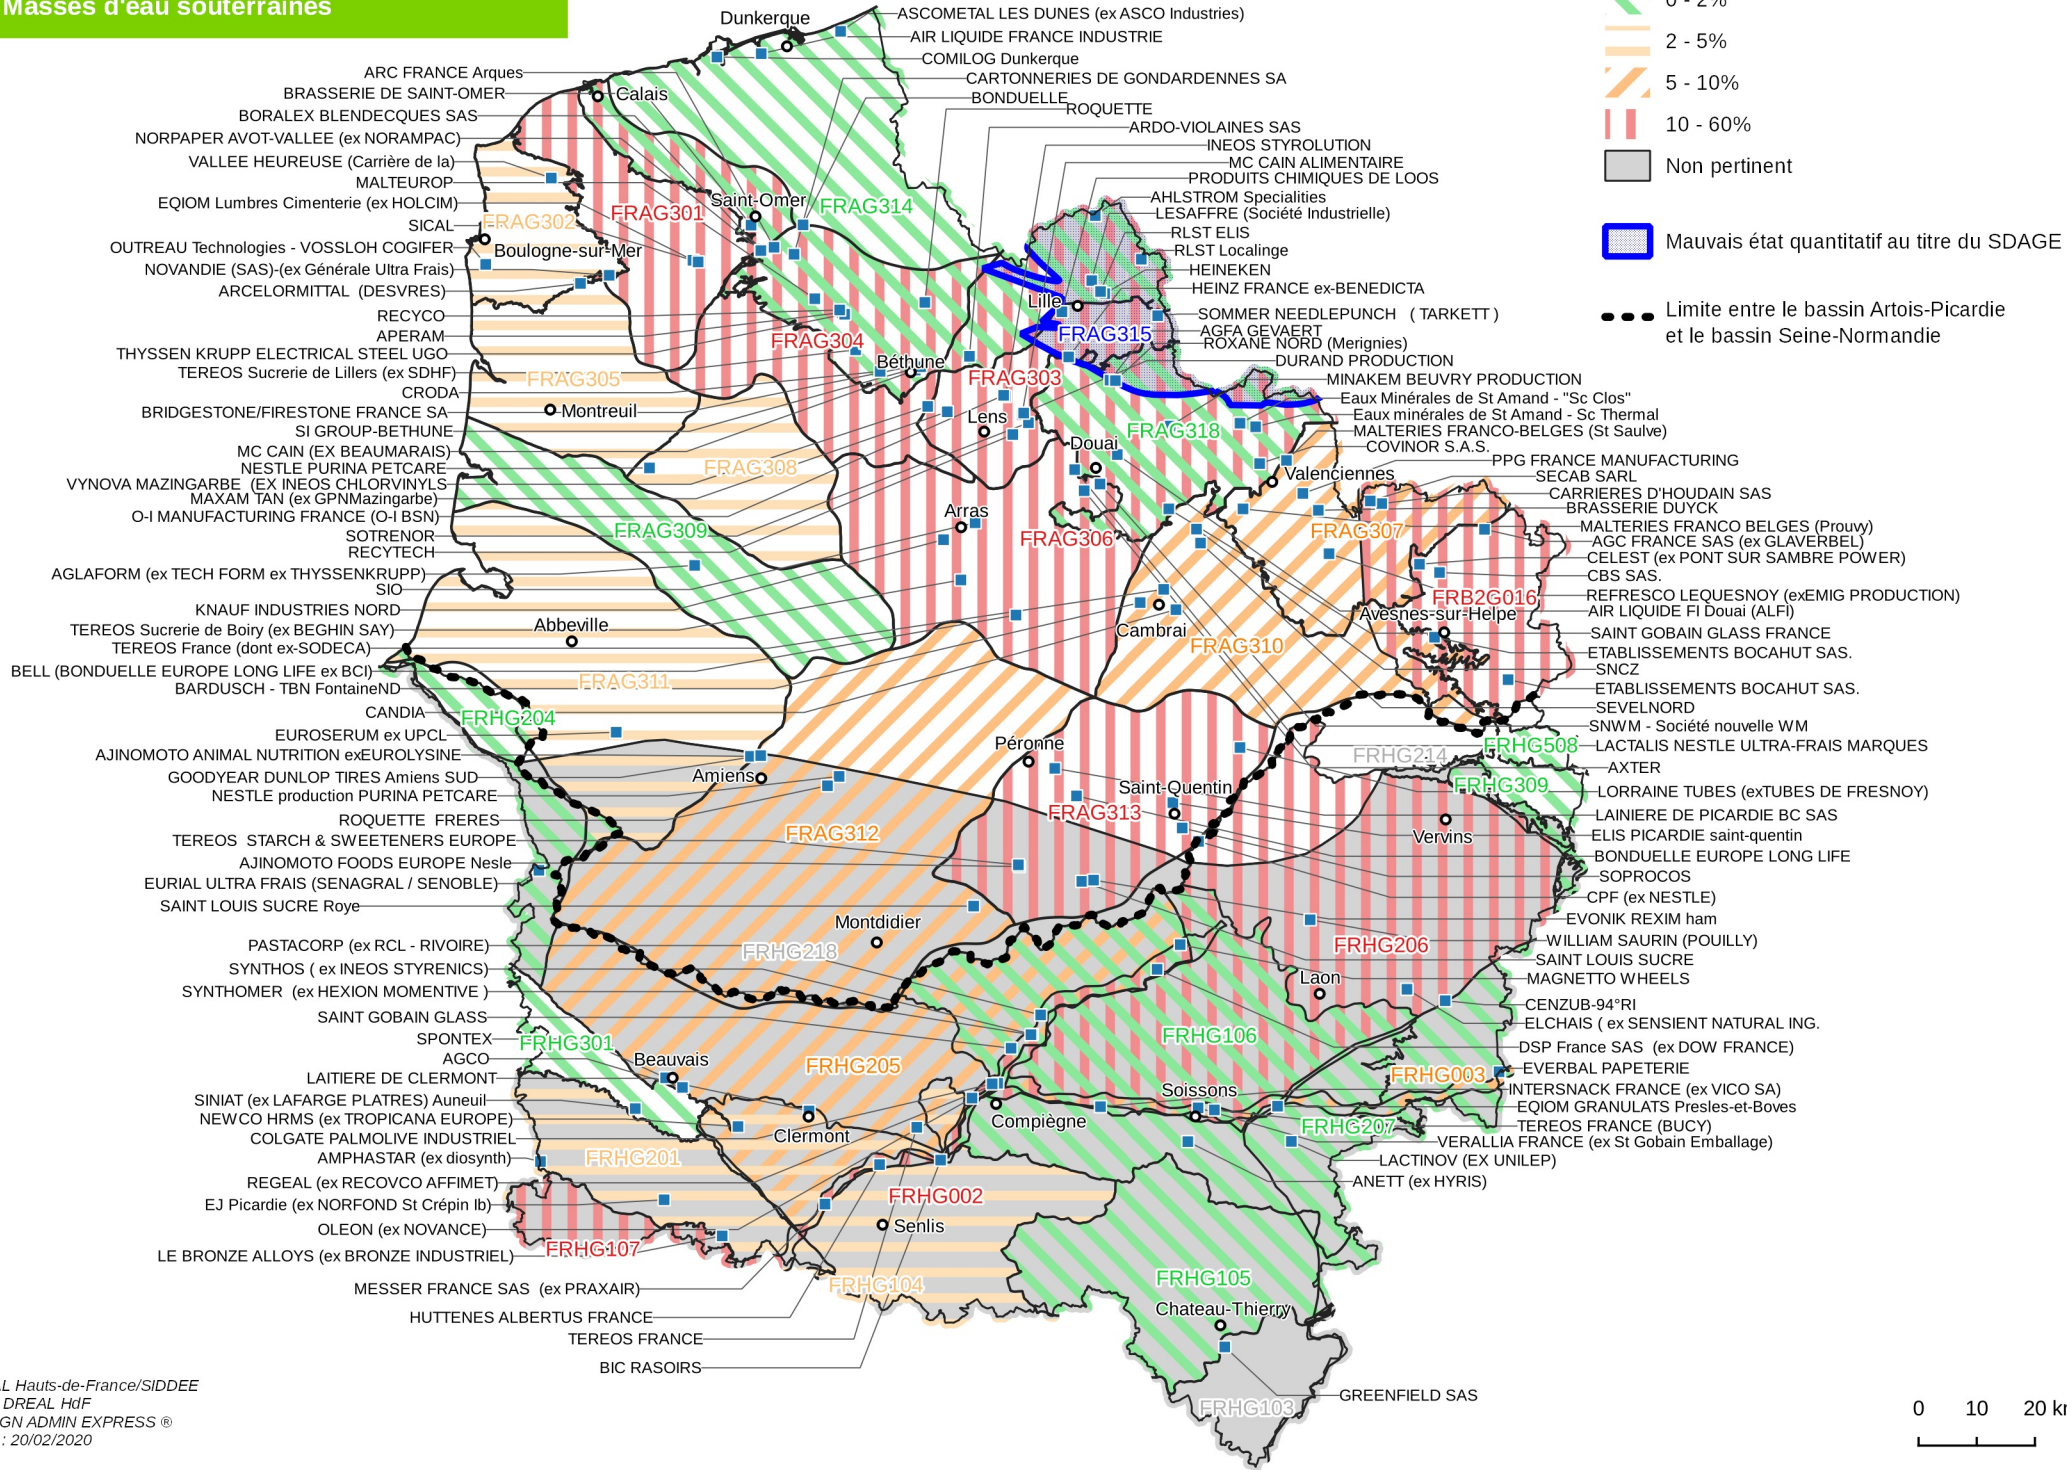 Masses d'eau souterraines
0 - 2%
2 - 5%
5 - 10%
10 - 60%
Non pertinent
Mauvais état quantitatif au titre du SDAGE
Limite entre le bassin Artois-Picardie
et le bassin Seine-Normandie
ARC FRANCE Arques
BRASSERIE DE SAINT-OMER
BORALEX BLENDECQUES SAS
NORPAPER AVOT-VALLEE (ex NORAMPAC)
VALLEE HEUREUSE (Carrière de la)
MALTEUROP
EQIOM Lumbres Cimenterie (ex HOLCIM)
SICAL
OUTREAU Technologies - VOSSLOH COGIFER
NOVANDIE (SAS)-(ex Générale Ultra Frais)
ARCELORMITTAL (DESVRES)
RECYCO
APERAM
THYSSEN KRUPP ELECTRICAL STEEL UGO
TEREOS Sucrerie de Lillers (ex SDHF)
CRODA
BRIDGESTONE/FIRESTONE FRANCE SA
SI GROUP-BETHUNE
MC CAIN (EX BEAUMARAIS)
NESTLE PURINA PETCARE
VYNOVA MAZINGARBE (EX INEOS CHLORVINYLS
MAXAM TAN (ex GPNMazingarbe)
O-I MANUFACTURING FRANCE (O-I BSN)
SOTRENOR
RECYTECH
AGLAFORM (ex TECH FORM ex THYSSENKRUPP)
SIO
KNAUF INDUSTRIES NORD
TEREOS Sucrerie de Boiry (ex BEGHIN SAY)
TEREOS France (dont ex-SODECA)
BELL (BONDUELLE EUROPE LONG LIFE ex BCI)
BARDUSCH - TBN FontaineND
CANDIA
EUROSERUM ex UPCL
AJINOMOTO ANIMAL NUTRITION exEUROLYSINE
GOODYEAR DUNLOP TIRES Amiens SUD
NESTLE production PURINA PETCARE
ROQUETTE FRERES
TEREOS STARCH & SWEETENERS EUROPE
AJINOMOTO FOODS EUROPE Nesle
EURIAL ULTRA FRAIS (SENAGRAL / SENOBLE)
SAINT LOUIS SUCRE Roye
PASTACORP (ex RCL - RIVOIRE)
SYNTHOS ( ex INEOS STYRENICS)
SYNTHOMER (ex HEXION MOMENTIVE )
SAINT GOBAIN GLASS
SPONTEX
AGCO
LAITIERE DE CLERMONT
SINIAT (ex LAFARGE PLATRES) Auneuil
NEWCO HRMS (ex TROPICANA EUROPE)
COLGATE PALMOLIVE INDUSTRIEL
AMPHASTAR (ex diosynth)
REGEAL (ex RECOVCO AFFIMET)
EJ Picardie (ex NORFOND St Crépin Ib)
OLEON (ex NOVANCE)
LE BRONZE ALLOYS (ex BRONZE INDUSTRIEL)
MESSER FRANCE SAS (ex PRAXAIR)
HUTTENES ALBERTUS FRANCE
TEREOS FRANCE
BIC RASOIRS
ASCOMETAL LES DUNES (ex ASCO Industries)
AIR LIQUIDE FRANCE INDUSTRIE
COMILOG Dunkerque
CARTONNERIES DE GONDARDENNES SA
BONDUELLE
ROQUETTE
ARDO-VIOLAINES SAS
INEOS STYROLUTION
MC CAIN ALIMENTAIRE
PRODUITS CHIMIQUES DE LOOS
AHLSTROM Specialities
LESAFFRE (Société Industrielle)
RLST ELIS
RLST Localinge
HEINEKEN
HEINZ FRANCE ex-BENEDICTA
SOMMER NEEDLEPUNCH ( TARKETT )
AGFA GEVAERT
ROXANE NORD (Merignies)
DURAND PRODUCTION
MINAKEM BEUVRY PRODUCTION
Eaux Minérales de St Amand - "Sc Clos"
Eaux minérales de St Amand - Sc Thermal
MALTERIES FRANCO-BELGES (St Saulve)
COVINOR S.A.S.
PPG FRANCE MANUFACTURING
SECAB SARL
CARRIERES D'HOUDAIN SAS
BRASSERIE DUYCK
MALTERIES FRANCO BELGES (Prouvy)
AGC FRANCE SAS (ex GLAVERBEL)
CELEST (ex PONT SUR SAMBRE POWER)
CBS SAS.
REFRESCO LEQUESNOY (exEMIG PRODUCTION)
AIR LIQUIDE FI Douai (ALFI)
SAINT GOBAIN GLASS FRANCE
ETABLISSEMENTS BOCAHUT SAS.
SNCZ
ETABLISSEMENTS BOCAHUT SAS.
SEVELNORD
SNWM - Société nouvelle WM
LACTALIS NESTLE ULTRA-FRAIS MARQUES
AXTER
LORRAINE TUBES (exTUBES DE FRESNOY)
LAINIERE DE PICARDIE BC SAS
ELIS PICARDIE saint-quentin
BONDUELLE EUROPE LONG LIFE
SOPROCOS
CPF (ex NESTLE)
EVONIK REXIM ham
WILLIAM SAURIN (POUILLY)
SAINT LOUIS SUCRE
MAGNETTO WHEELS
CENZUB-94°RI
ELCHAIS ( ex SENSIENT NATURAL ING.
DSP France SAS (ex DOW FRANCE)
EVERBAL PAPETERIE
INTERSNACK FRANCE (ex VICO SA)
EQIOM GRANULATS Presles-et-Boves
TEREOS FRANCE (BUCY)
VERALLIA FRANCE (ex St Gobain Emballage)
LACTINOV (EX UNILEP)
ANETT (ex HYRIS)
GREENFIELD SAS
Dunkerque
Calais
Saint-Omer
FRAG314
FRAG301
FRAG302
Boulogne-sur-Mer
Lille
FRAG315
FRAG304
Béthune
FRAG303
FRAG305
Montreuil
Lens
FRAG318
Douai
FRAG308
Valenciennes
Arras
FRAG309
FRAG306
FRAG307
FRB2G016
Avesnes-sur-Helpe
Abbeville
Cambrai
FRAG310
FRAG311
FRHG204
Péronne
FRHG214
FRHG508
Amiens
Saint-Quentin
FRHG309
FRAG313
FRAG312
Vervins
Montdidier
FRHG218
FRHG206
Laon
FRHG301
FRHG106
Beauvais
FRHG205
FRHG003
Soissons
Compiègne
Clermont
FRHG207
FRHG201
FRHG002
Senlis
FRHG107
FRHG104
FRHG105
Chateau-Thierry
FRHG103
L Hauts-de-France/SIDDEE
DREAL HdF
GN ADMIN EXPRESS ®
: 20/02/2020
0 10 20 k